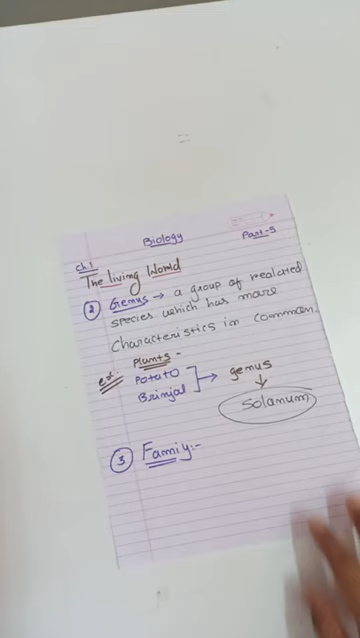 Biology
Part-5
Ch.1
The living World
2 Genus → a group of realated
species which has more
characteristics in common.
ex:- Plants -
Potato
Brinjal → genus
↓
Solanum
3 Famiy:-